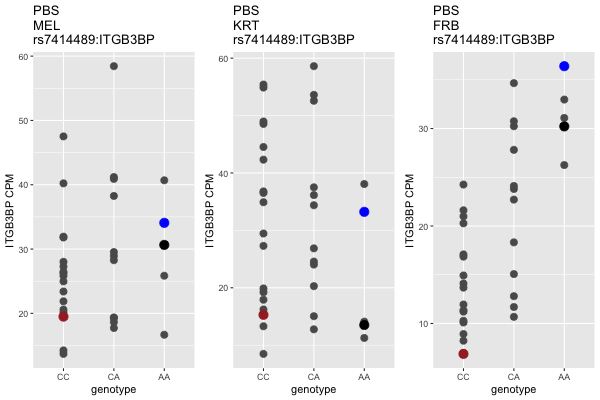 PBS
MEL
rs7414489:ITGB3BP
60
50
40
30
20
ITGB3BP CPM
CC
CA
AA
genotype
PBS
KRT
rs7414489:ITGB3BP
60
40
20
ITGB3BP CPM
CC
CA
AA
genotype
PBS
FRB
rs7414489:ITGB3BP
30
20
10
ITGB3BP CPM
CC
CA
AA
genotype